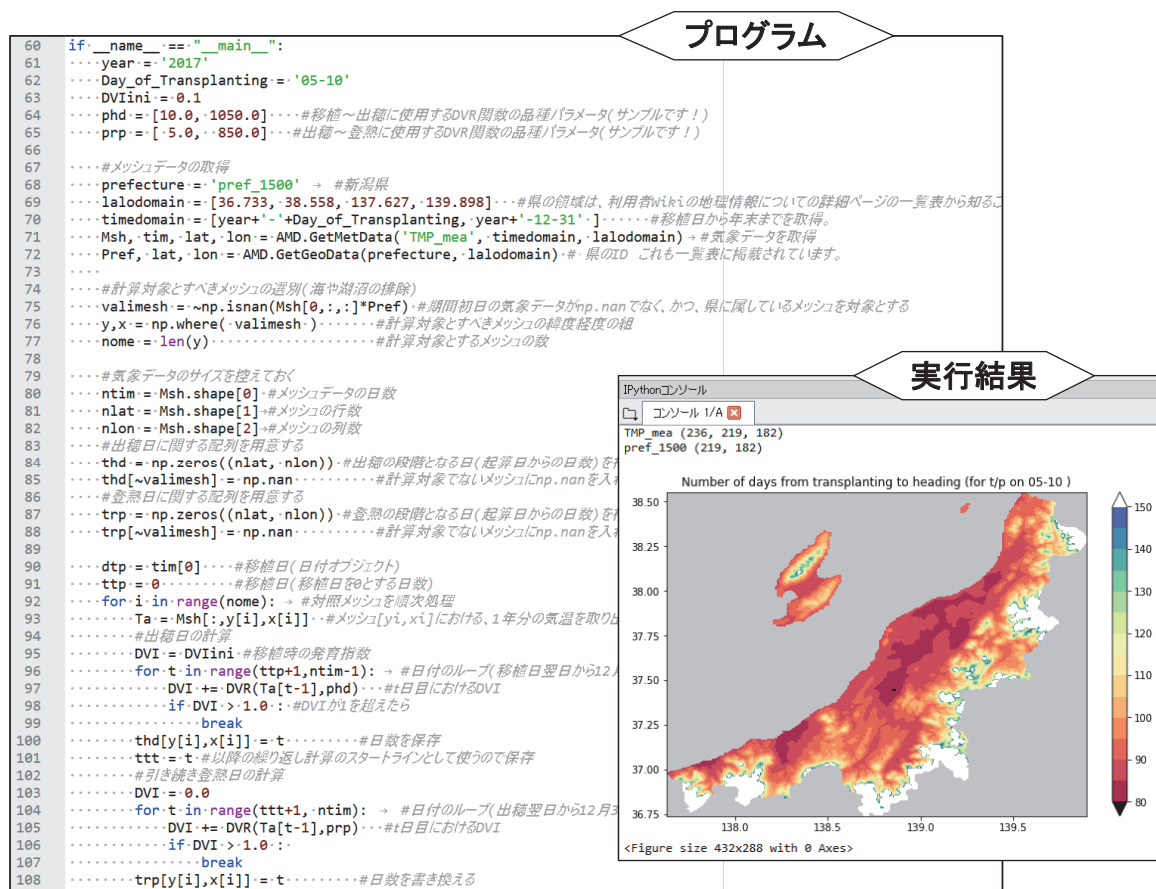 プログラム
60 if __name__ == "__main__":
61 ····year = '2017'
62 ····Day_of_Transplanting = '05-10'
63 ····DVIini = 0.1
64 ····phd = [10.0, 1050.0]····#移植～出穂に使用するDVR関数の品種パラメータ(サンプルです！)
65 ····prp = [ 5.0,  850.0]···#出穂～登熟に使用するDVR関数の品種パラメータ(サンプルです！)
66
67 ····#メッシュデータの取得
68 ····prefecture = 'pref_1500' → #新潟県
69 ····lalodomain = [36.733, 38.558, 137.627, 139.898]···#県の領域は、利用者Wikiの地理情報についての詳細ページの一覧表から知るこ
70 ····timedomain = [year+'-'+Day_of_Transplanting, year+'-12-31' ]······#移植日から年末までを取得。
71 ····Msh, tim, lat, lon = AMD.GetMetData('TMP_mea', timedomain, lalodomain)→#気象データを取得
72 ····Pref, lat, lon = AMD.GetGeoData(prefecture, lalodomain)·#·県のID これも一覧表に掲載されています。
73 ····
74 ····#計算対象とすべきメッシュの選別(海や湖沼の排除)
75 ····valimesh = ~np.isnan(Msh[0,:,:]*Pref)·#期間初日の気象データがnp.nanでなく、かつ、県に属しているメッシュを対象とする
76 ····y,x = np.where( valimesh )········#計算対象とすべきメッシュの緯度経度の組
77 ····nome = len(y)·················#計算対象とするメッシュの数
78
79 ····#気象データのサイズを控えておく
80 ····ntim = Msh.shape[0]·#メッシュデータの日数
81 ····nlat = Msh.shape[1]→#メッシュの行数
82 ····nlon = Msh.shape[2]→#メッシュの列数
83 ····#出穂日に関する配列を用意する
84 ····thd = np.zeros((nlat, nlon))·#出穂の段階となる日(起算日からの日数)を
85 ····thd[~valimesh] = np.nan········#計算対象でないメッシュにnp.nanを入
86 ····#登熟日に関する配列を用意する
87 ····trp = np.zeros((nlat, nlon))·#登熟の段階となる日(起算日からの日数)を
88 ····trp[~valimesh] = np.nan········#計算対象でないメッシュにnp.nanを入
89
90 ····dtp = tim[0]····#移植日(日付オブジェクト)
91 ····ttp = 0·········#移植日(移植日を0とする日数)
92 ····for i in range(nome): → #対照メッシュを順次処理
93 ········Ta = Msh[:,y[i],x[i]]··#メッシュ[yi,xi]における、1年分の気温を取り出
94 ········#出穂日の計算
95 ········DVI = DVIini·#移植時の発育指数
96 ········for t in range(ttp+1,ntim-1): → #日付のループ(移植日翌日から12月
97 ············DVI += DVR(Ta[t-1],phd)···#t日目におけるDVI
98 ············if DVI > 1.0 :·#DVIが1を超えたら
99 ················break
100 ········thd[y[i],x[i]] = t·········#日数を保存
101 ········ttt = t·#以降の繰り返し計算のスタートラインとして使うので保存
102 ········#引き続き登熟日の計算
103 ········DVI = 0.0
104 ········for t in range(ttt+1, ntim): → #日付のループ(出穂翌日から12月3
105 ············DVI += DVR(Ta[t-1],prp)···#t日目におけるDVI
106 ············if DVI > 1.0 :·
107 ················break
108 ········trp[y[i],x[i]] = t·········#日数を書き換える
実行結果
IPythonコンソール
コンソール 1/A
TMP_mea (236, 219, 182)
pref_1500 (219, 182)
Number of days from transplanting to heading (for t/p on 05-10 )
38.50
38.25
38.00
37.75
37.50
37.25
37.00
36.75
138.0 138.5 139.0 139.5
150
140
130
120
110
100
90
80
<Figure size 432x288 with 0 Axes>